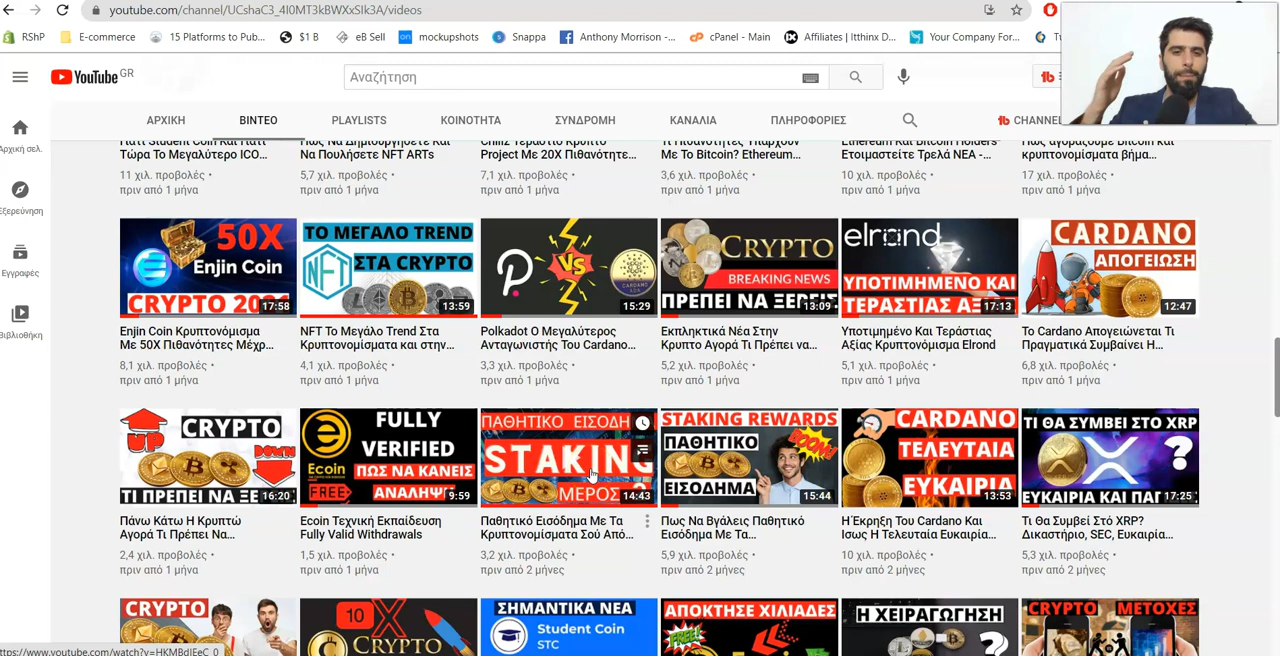 youtube.com/channel/UCshaC3_4I0MT3kBWXxSIk3A/videos
RShP
E-commerce
15 Platforms to Pub...
$1 B
eB Sell
mockupshots
Snappa
Anthony Morrison -...
cPanel - Main
Affiliates | Itthinx D...
Your Company For...
YouTube GR
Αναζήτηση
ΑΡΧΙΚΗ
ΒΙΝΤΕΟ
PLAYLISTS
ΚΟΙΝΟΤΗΤΑ
ΣΥΝΔΡΟΜΗ
ΚΑΝΑΛΙΑ
ΠΛΗΡΟΦΟΡΙΕΣ
tb CHANNEL
Αρχική σελ.
Εξερεύνηση
Εγγραφές
Βιβλιοθήκη
Γιατί Student Coin Και Γιατί
Τώρα Το Μεγαλύτερο ICO...
11 χιλ. προβολές •
πριν από 1 μήνα
Πως Να Δημιουργήσετε Και
Να Πουλήσετε NFT ARTs
5,7 χιλ. προβολές •
πριν από 1 μήνα
Chiliz Τεράστιο Κρυπτο
Project Με 20X Πιθανότητε...
7,1 χιλ. προβολές •
πριν από 1 μήνα
Τι Πιθανότητες Υπάρχουν
Με Το Bitcoin? Ethereum...
3,6 χιλ. προβολές •
πριν από 1 μήνα
Ethereum Και Bitcoin Holders
Ετοιμαστείτε Τρελά ΝΕΑ -...
10 χιλ. προβολές •
πριν από 1 μήνα
Πως αγοράζουμε Bitcoin και
κρυπτονομίσματα βήμα...
17 χιλ. προβολές •
πριν από 1 μήνα
50X
Enjin Coin
CRYPTO 202
17:58
Enjin Coin Κρυπτονόμισμα
Με 50X Πιθανότητες Μέχρ...
8,1 χιλ. προβολές •
πριν από 1 μήνα
ΤΟ ΜΕΓΑΛΟ TREND
NFT
ΣΤΑ CRYPTO
13:59
NFT Το Μεγάλο Trend Στα
Κρυπτονομίσματα και στην...
4,1 χιλ. προβολές •
πριν από 1 μήνα
VS
15:29
Polkadot Ο Μεγαλύτερος
Ανταγωνιστής Του Cardano...
3,3 χιλ. προβολές •
πριν από 1 μήνα
CRYPTO
BREAKING NEWS
ΠΡΕΠΕΙ ΝΑ ΞΕΡΕΙΣ
13:09
Εκπληκτικά Νέα Στην
Κρυπτο Αγορά Τι Πρέπει να...
5,2 χιλ. προβολές •
πριν από 1 μήνα
elrond
ΥΠΟΤΙΜΗΜΕΝΟ ΚΑΙ
ΤΕΡΑΣΤΙΑΣ ΑΞ
17:13
Υποτιμημένο Και Τεράστιας
Αξίας Κρυπτονόμισμα Elrond
5,1 χιλ. προβολές •
πριν από 1 μήνα
CARDANO
ΑΠΟΓΕΙΩΣΗ
12:47
Το Cardano Απογειώνεται Τι
Πραγματικά Συμβαίνει Η...
6,8 χιλ. προβολές •
πριν από 1 μήνα
UP
CRYPTO
DOWN
ΤΙ ΠΡΕΠΕΙ ΝΑ ΞΕ
16:20
Πάνω Κάτω Η Κρυπτώ
Αγορά Τι Πρέπει Να...
2,4 χιλ. προβολές •
πριν από 1 μήνα
FULLY
VERIFIED
Ecoin
ΠΩΣ ΝΑ ΚΑΝΕΙΣ
FREE
ΑΝΑΛΗΨ
9:59
Ecoin Τεχνική Εκπαίδευση
Fully Valid Withdrawals
1,5 χιλ. προβολές •
πριν από 1 μήνα
ΠΑΘΗΤΙΚΟ ΕΙΣΟΔΗ
STAKING
ΜΕΡΟΣ
14:43
Παθητικό Εισόδημα Με Τα
Κρυπτονομίσματα Σού Από...
3,2 χιλ. προβολές •
πριν από 2 μήνες
STAKING REWARDS
ΠΑΘΗΤΙΚΟ
BOOM!
ΕΙΣΟΔΗΜΑ
15:44
Πως Να Βγάλεις Παθητικό
Εισόδημα Με Τα...
5,9 χιλ. προβολές •
πριν από 2 μήνες
CARDANO
ΤΕΛΕΥΤΑΙΑ
ΕΥΚΑΙΡΙΑ
13:53
Η Έκρηξη Του Cardano Και
Ισως Η Τελευταία Ευκαιρία...
10 χιλ. προβολές •
πριν από 2 μήνες
ΤΙ ΘΑ ΣΥΜΒΕΙ ΣΤΟ XRP
?
ΕΥΚΑΙΡΙΑ ΚΑΙ ΠΑΓ
17:25
Τι Θα Συμβεί Στό XRP?
Δικαστήριο, SEC, Ευκαιρία...
5,3 χιλ. προβολές •
πριν από 2 μήνες
CRYPTO
10 X
CRYPTO
ΣΗΜΑΝΤΙΚΑ ΝΕΑ
Student Coin
STC
ΑΠΟΚΤΗΣΕ ΧΙΛΙΑΔΕΣ
FREE!
Η ΧΕΙΡΑΓΩΓΗΣΗ
?
CRYPTO ΜΕΤΟΧΕΣ
ttps://www.youtube.com/watch?v=HKMBdIEeC_0